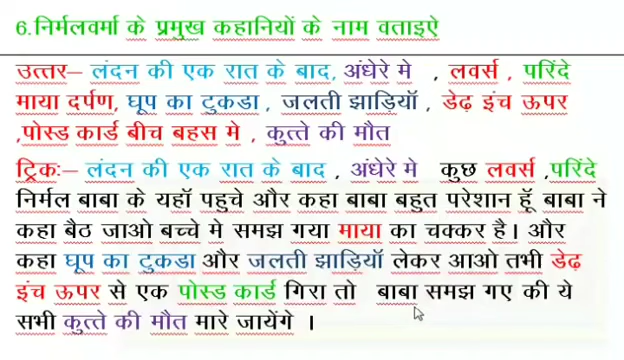 6.निर्मलवर्मा के प्रमुख कहानियों के नाम वताइऐ
उत्त्तर– लंदन की एक रात के बाद, अंधेरे मे , लवर्स , परिंदे
माया दर्पण, घूप का टुकडा , जलती झाड़ियॉ , डेढ़ इंच ऊपर
,पोस्ड कार्ड बीच बहस मे , कुत्त्ते की मौत
ट्रिकः– लंदन की एक रात के बाद , अंधेरे मे कुछ लवर्स ,परिंदे
निर्मल बाबा के यहॉ पहुचे और कहा बाबा बहुत परेशान हूॅ बाबा ने
कहा बैठ जाओ बच्चे मे समझ गया माया का चक्कर है। और
कहा घूप का टुकडा और जलती झाड़ियॉ लेकर आओ तभी डेढ़
इंच ऊपर से एक पोस्ड कार्ड गिरा तो बाबा समझ गए की ये
सभी कुत्त्ते की मौत मारे जायेंगे ।